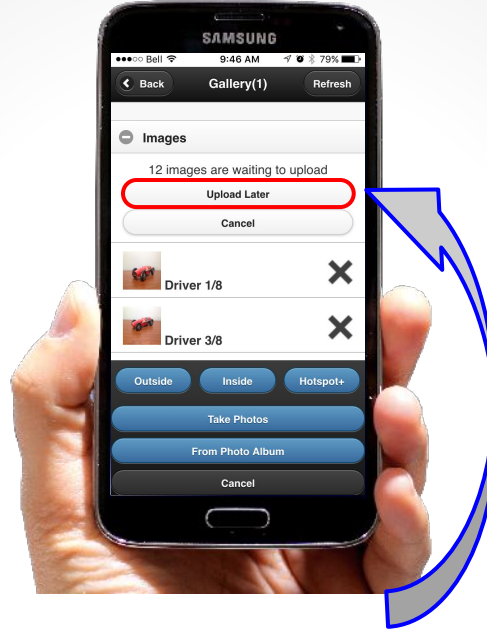 SAMSUNG
Bell 9:46 AM 79%
Back Gallery(1) Refresh
Images
12 images are waiting to upload
Upload Later
Cancel
Driver 1/8
Driver 3/8
Outside Inside Hotspot+
Take Photos
From Photo Album
Cancel